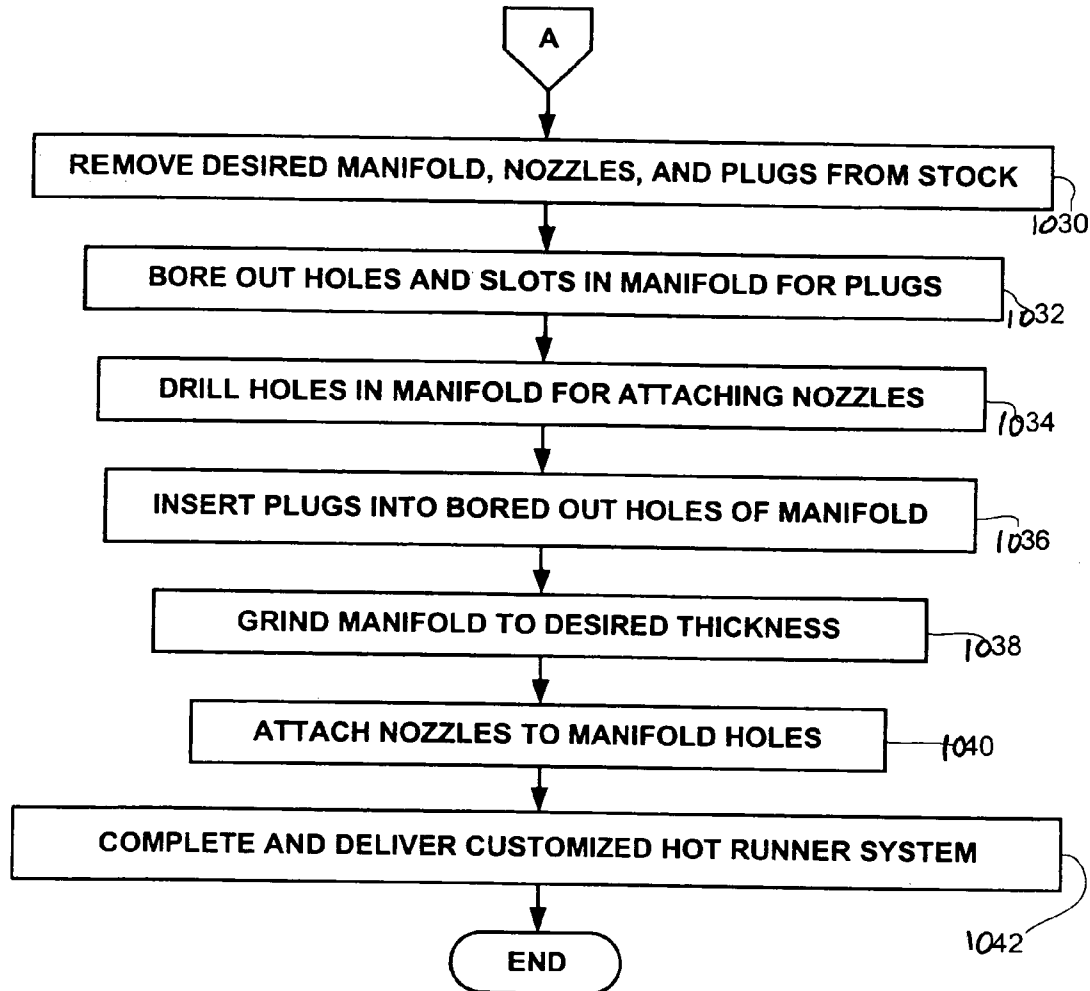 A
REMOVE DESIRED MANIFOLD, NOZZLES, AND PLUGS FROM STOCK
1030
BORE OUT HOLES AND SLOTS IN MANIFOLD FOR PLUGS
1032
DRILL HOLES IN MANIFOLD FOR ATTACHING NOZZLES
1034
INSERT PLUGS INTO BORED OUT HOLES OF MANIFOLD
1036
GRIND MANIFOLD TO DESIRED THICKNESS
1038
ATTACH NOZZLES TO MANIFOLD HOLES
1040
COMPLETE AND DELIVER CUSTOMIZED HOT RUNNER SYSTEM
1042
END